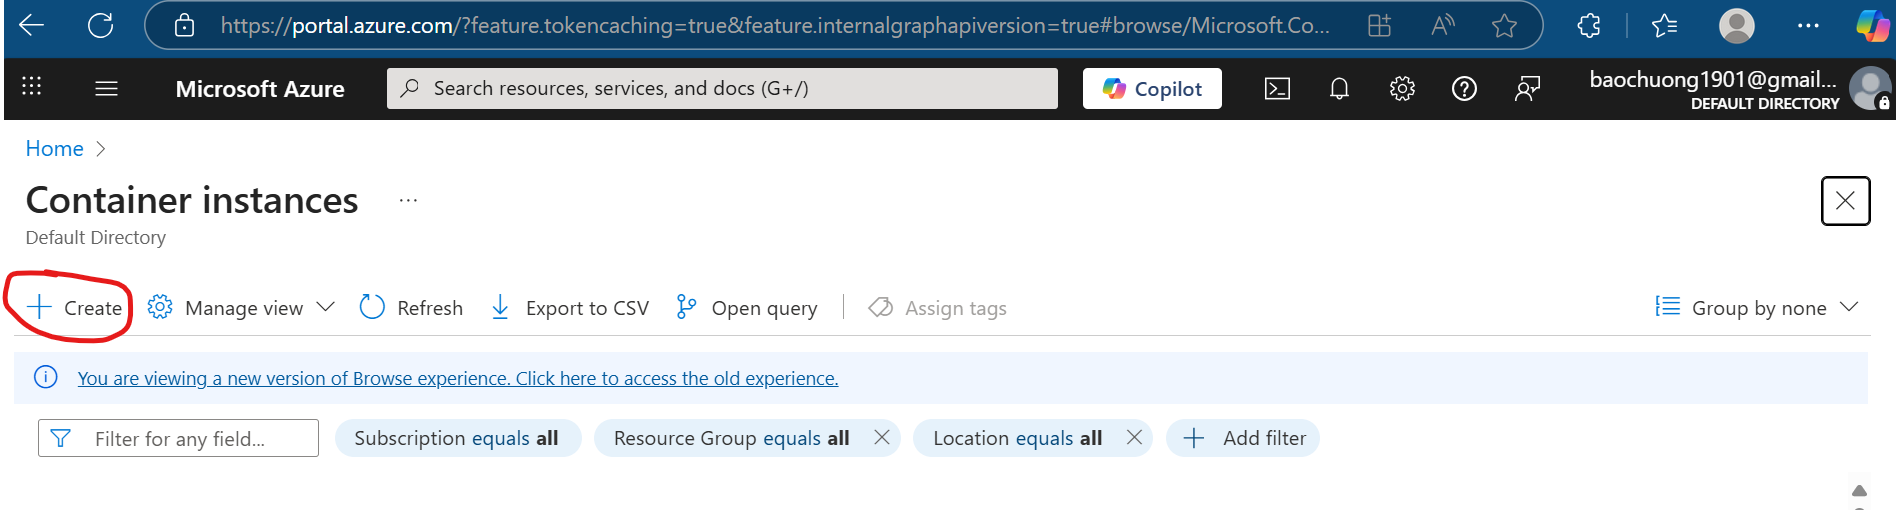 https://portal.azure.com/?feature.tokencaching=true&feature.internalgraphapiversion=true#browse/Microsoft.Co...
Microsoft Azure
Search resources, services, and docs (G+/)
Copilot
baochuong1901@gmail...
DEFAULT DIRECTORY
Home
Container instances
...
Default Directory
Create Manage view Refresh Export to CSV Open query Assign tags Group by none
You are viewing a new version of Browse experience. Click here to access the old experience.
Filter for any field... Subscription equals all Resource Group equals all Location equals all Add filter